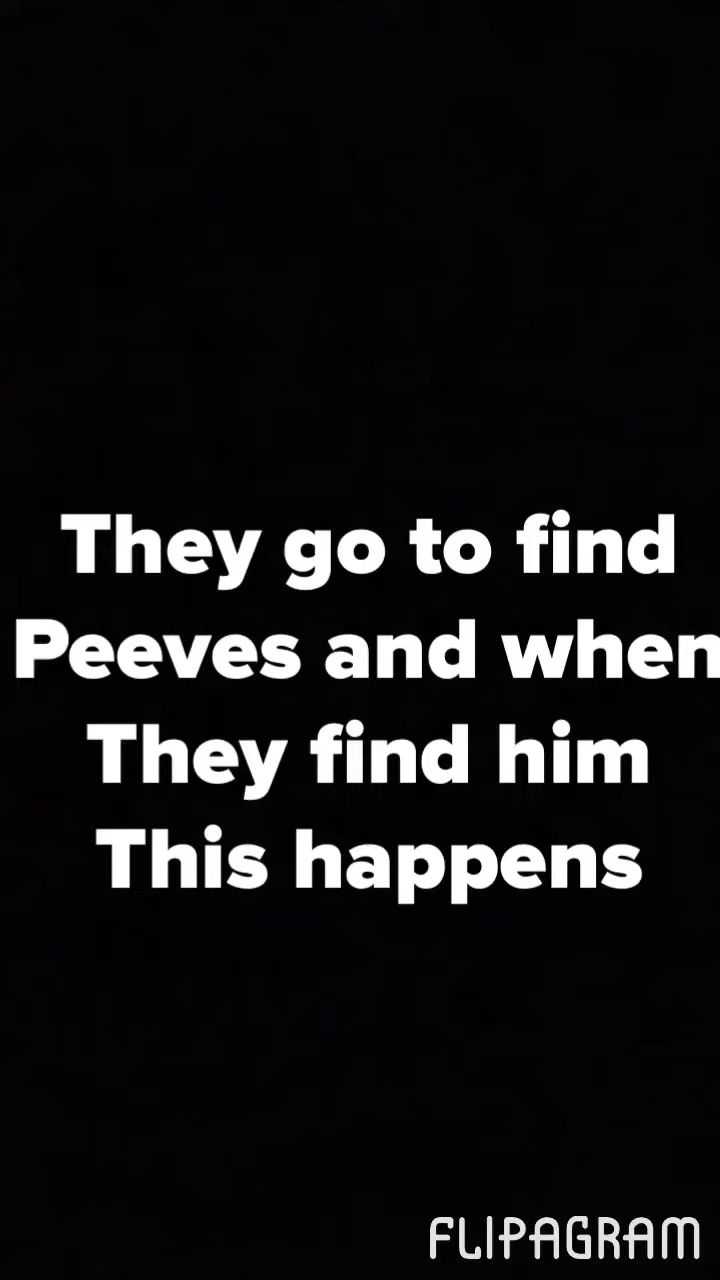 They go to find
Peeves and when
They find him
This happens
FLIPAGRAM